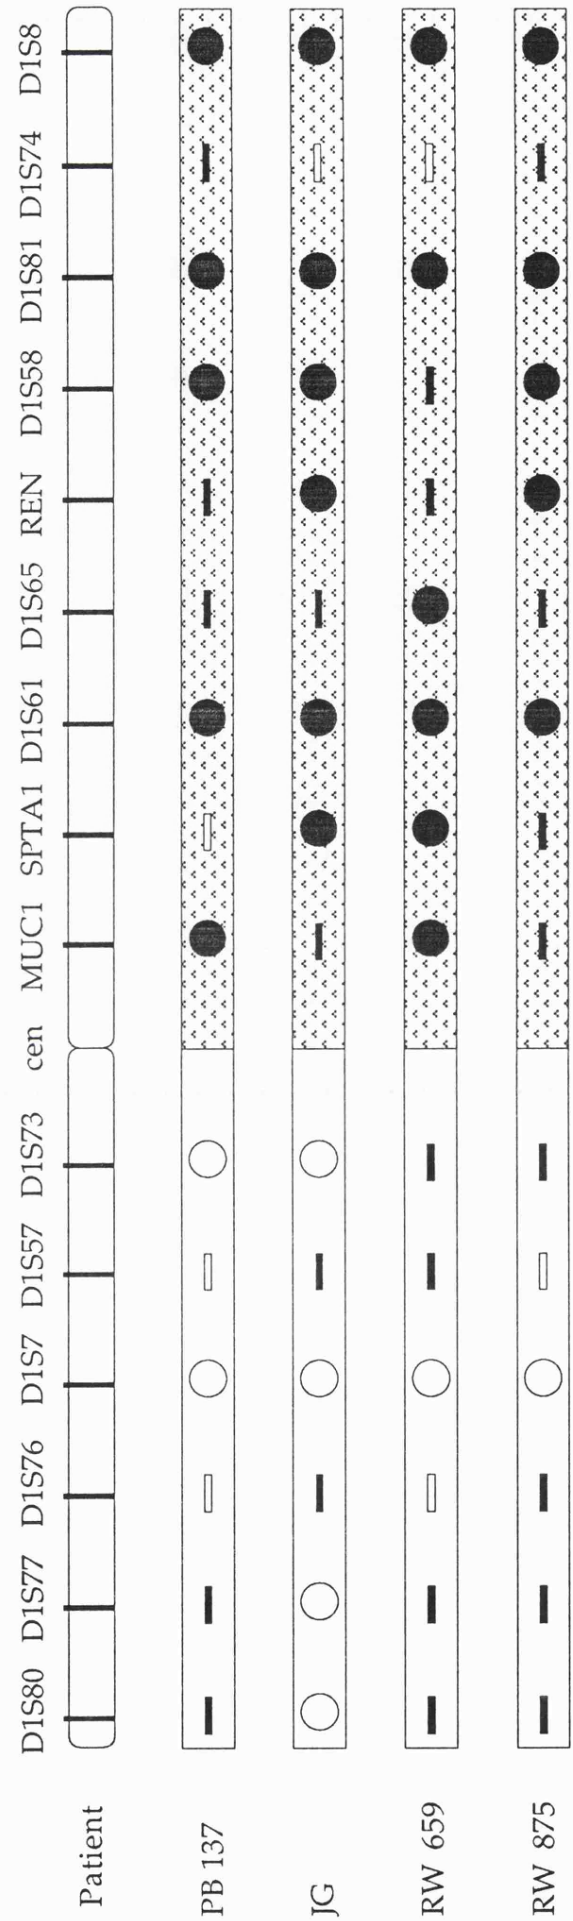 D1S80 D1S77 D1S76 D1S7 D1S57 D1S73 cen MUC1 SPTA1 D1S61 D1S65 REN D1S58 D1S81 D1S74 D1S8
Patient
PB 137
JG
RW 659
RW 875